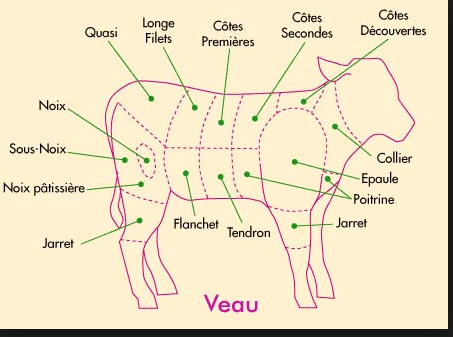 Quasi
Longe
Filets
Côtes
Premières
Côtes
Secondes
Côtes
Découvertes
Noix
Sous-Noix
Noix pâtissière
Jarret
Flanchet
Tendron
Collier
Epaule
Poitrine
Jarret
Veau